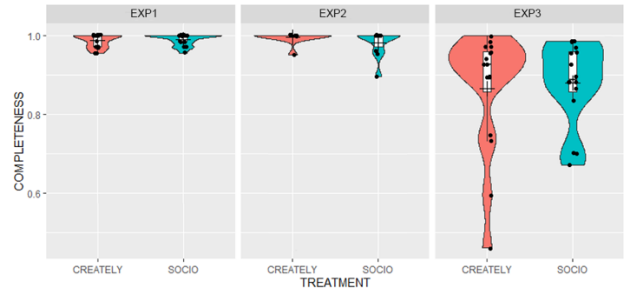 EXP1 EXP2 EXP3
COMPLETENESS
1.0
0.8
0.6
CREATELY SOCIO CREATELY SOCIO CREATELY SOCIO
TREATMENT